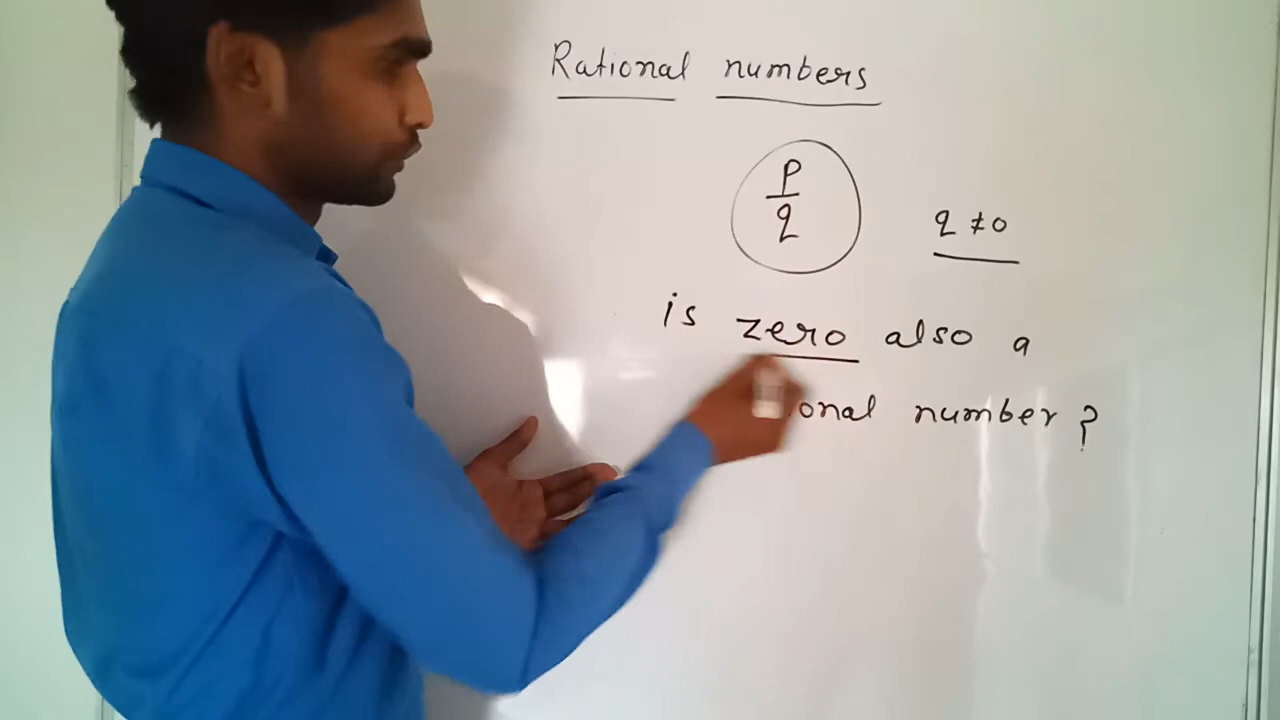 Rational numbers
p
q
q ≠ 0
is zero also a
onal number ?